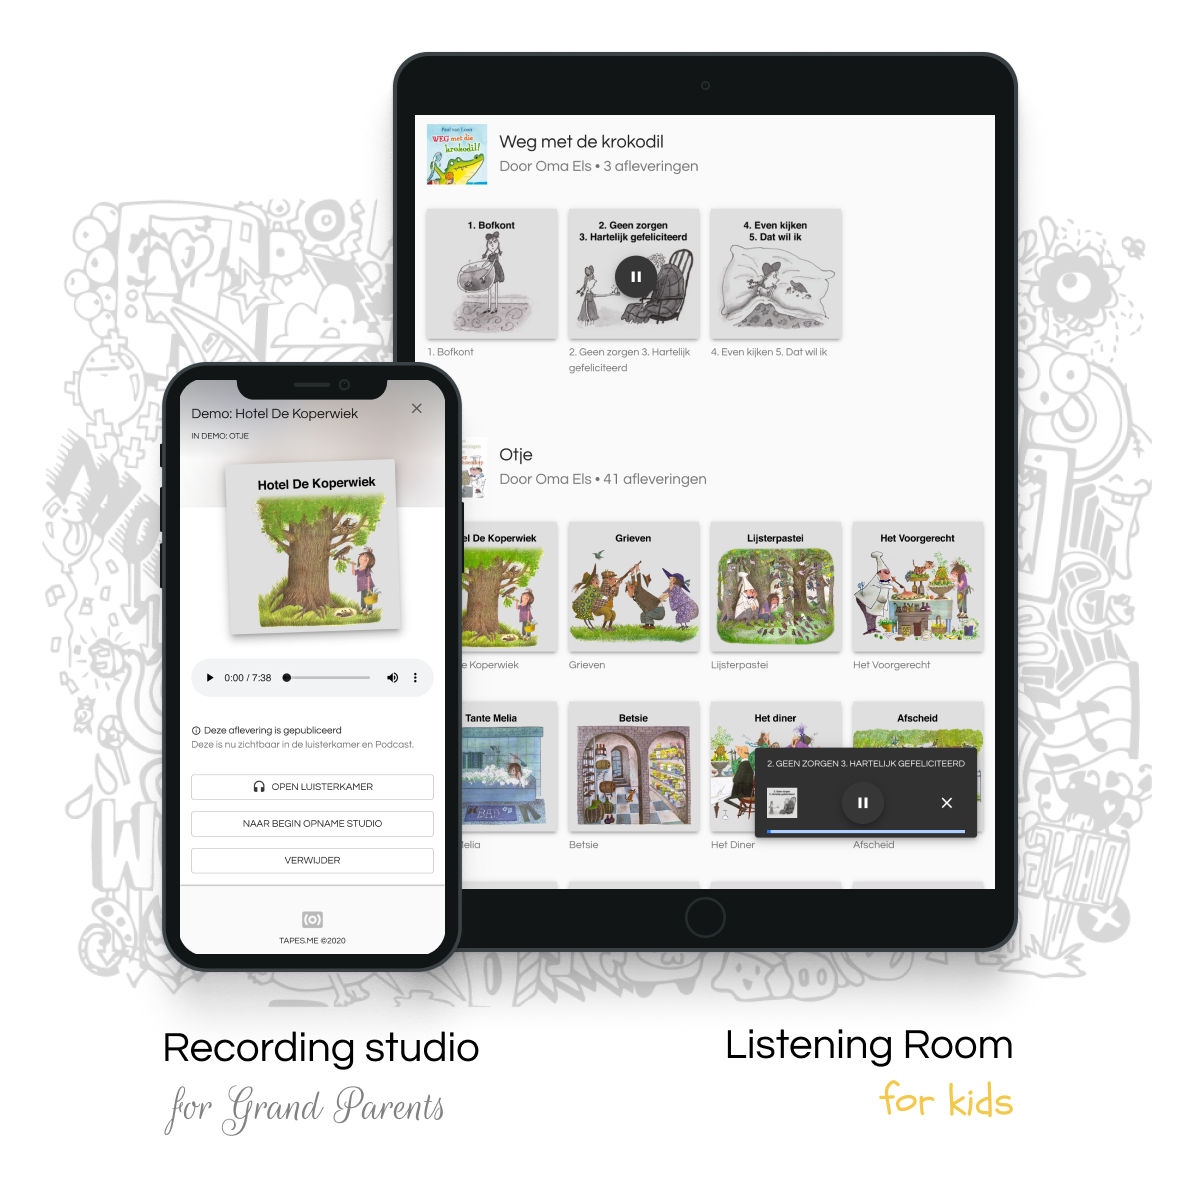 Paul van Loon
WEG met die
krokodil!
Weg met de krokodil
Door Oma Els • 3 afleveringen
1. Bofkont
2. Geen zorgen
3. Hartelijk gefeliciteerd
4. Even kijken
5. Dat wil ik
1. Bofkont
2. Geen zorgen 3. Hartelijk
gefeliciteerd
4. Even kijken 5. Dat wil ik
Otje
Door Oma Els • 41 afleveringen
el De Koperwiek
Grieven
Lijsterpastei
Het Voorgerecht
e Koperwiek
Grieven
Lijsterpastei
Het Voorgerecht
Tante Melia
Betsie
Het diner
Afscheid
BAD
elia
Betsie
Het Diner
Afscheid
2. GEEN ZORGEN 3. HARTELIJK GEFELICITEERD
Demo: Hotel De Koperwiek
IN DEMO: OTJE
Hotel De Koperwiek
0:00 / 7:38
Deze aflevering is gepubliceerd
Deze is nu zichtbaar in de luisterkamer en Podcast.
OPEN LUISTERKAMER
NAAR BEGIN OPNAME STUDIO
VERWIJDER
TAPES.ME ©2020
Recording studio
for Grand Parents
Listening Room
for kids